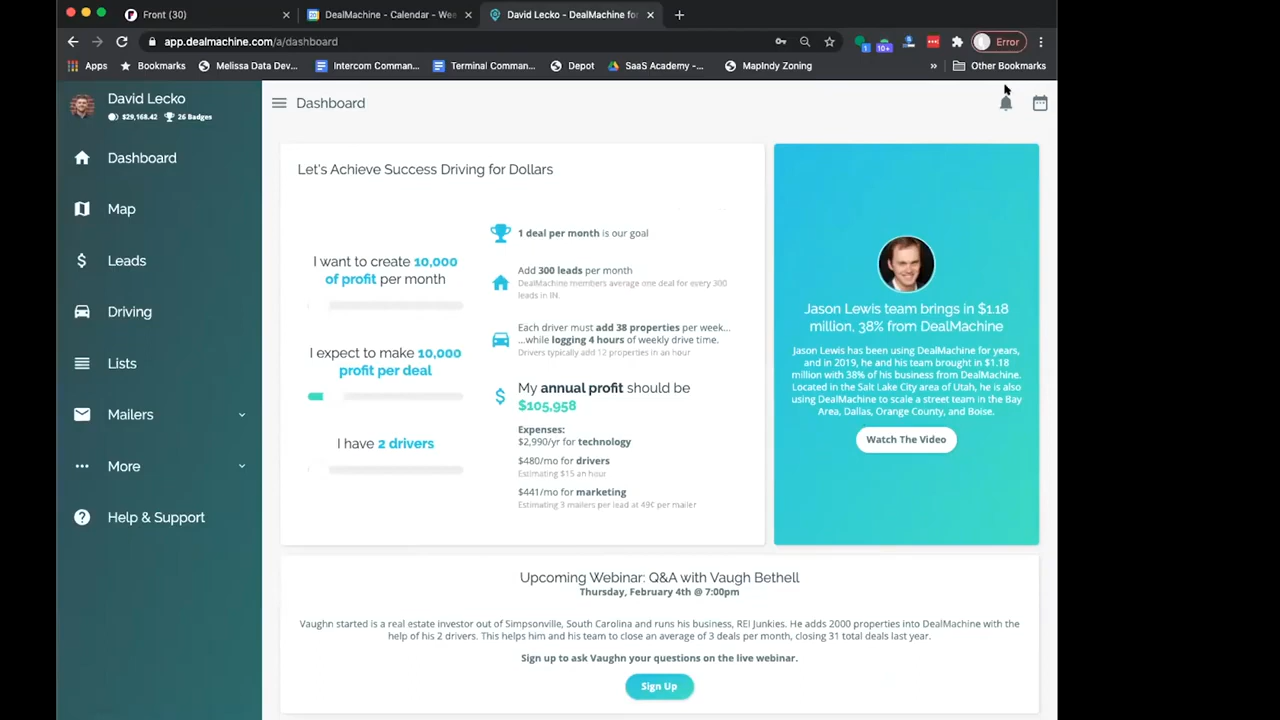 Front (30)
DealMachine - Calendar - Wee
David Lecko - DealMachine for
app.dealmachine.com/a/dashboard
1
10+
Error
Apps
Bookmarks
Melissa Data Dev...
Intercom Comman...
Terminal Comman...
Depot
SaaS Academy -...
MapIndy Zoning
»
Other Bookmarks
David Lecko
$29,168.42
26 Badges
Dashboard
Map
Leads
Driving
Lists
Mailers
More
Help & Support
Dashboard
Let's Achieve Success Driving for Dollars
I want to create 10,000
of profit per month
I expect to make 10,000
profit per deal
I have 2 drivers
1 deal per month is our goal
Add 300 leads per month
DealMachine members average one deal for every 300
leads in IN.
Each driver must add 38 properties per week...
...while logging 4 hours of weekly drive time.
Drivers typically add 12 properties in an hour
My annual profit should be
$105,958
Expenses:
$2,990/yr for technology
$480/mo for drivers
Estimating $15 an hour
$441/mo for marketing
Estimating 3 mailers per lead at 49¢ per mailer
Jason Lewis team brings in $1.18
million, 38% from DealMachine
Jason Lewis has been using DealMachine for years,
and in 2019, he and his team brought in $1.18
million with 38% of his business from DealMachine.
Located in the Salt Lake City area of Utah, he is also
using DealMachine to scale a street team in the Bay
Area, Dallas, Orange County, and Boise.
Watch The Video
Upcoming Webinar: Q&A with Vaugh Bethell
Thursday, February 4th @ 7:00pm
Vaughn started is a real estate investor out of Simpsonville, South Carolina and runs his business, REI Junkies. He adds 2000 properties into DealMachine with the
help of his 2 drivers. This helps him and his team to close an average of 3 deals per month, closing 31 total deals last year.
Sign up to ask Vaughn your questions on the live webinar.
Sign Up